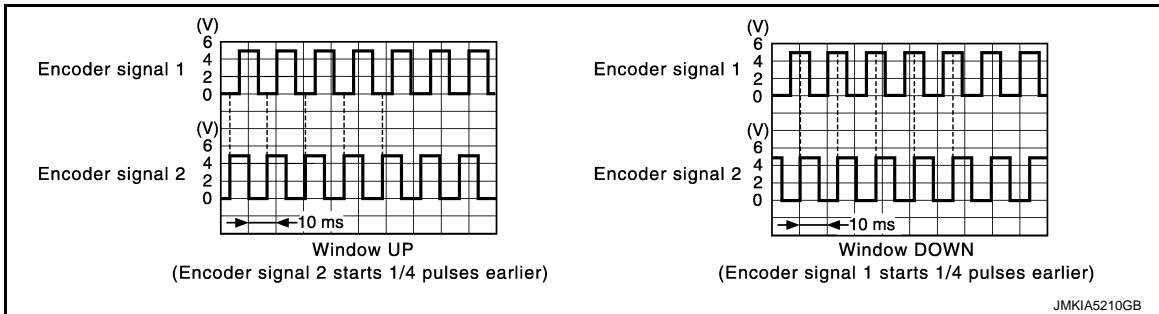 (V)
6
4
2
0
Encoder signal 1
(V)
6
4
2
0
Encoder signal 2
10 ms
Window UP
(Encoder signal 2 starts 1/4 pulses earlier)
(V)
6
4
2
0
Encoder signal 1
(V)
6
4
2
0
Encoder signal 2
10 ms
Window DOWN
(Encoder signal 1 starts 1/4 pulses earlier)
JMKIA5210GB